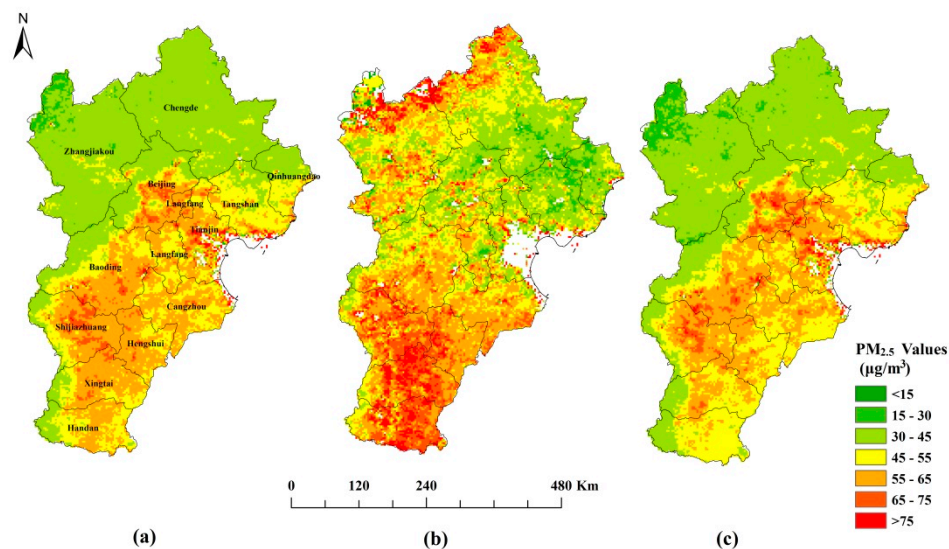 N
Chengde
Zhangjiakou
Qinhuangdao
Beijing
Langfang
Tangshan
Tianjin
Langfang
Baoding
Cangzhou
Shijiazhuang
Hengshui
Xingtai
Handan
PM2.5 Values
(μg/m³)
<15
15 - 30
30 - 45
45 - 55
55 - 65
65 - 75
>75
0 120 240 480 Km
(a) (b) (c)